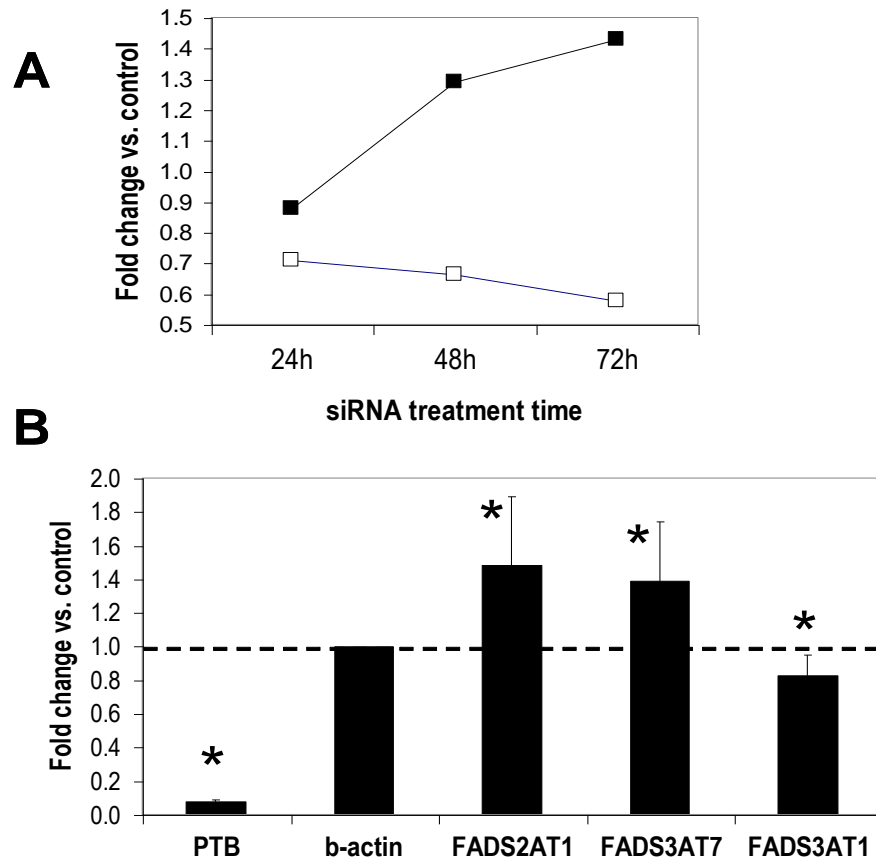 A
Fold change vs. control
1.5
1.4
1.3
1.2
1.1
1.0
0.9
0.8
0.7
0.6
0.5
24h 48h 72h
siRNA treatment time
B
Fold change vs. control
2.0
1.8
1.6
1.4
1.2
1.0
0.8
0.6
0.4
0.2
0.0
* * * *
PTB b-actin FADS2AT1 FADS3AT7 FADS3AT1